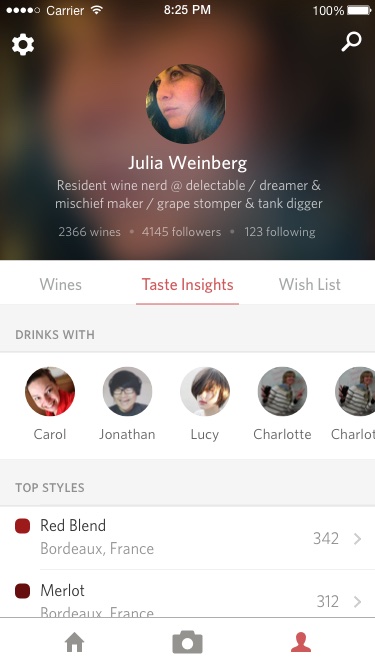 Carrier 8:25 PM 100%
Julia Weinberg
Resident wine nerd @ delectable / dreamer &
mischief maker / grape stomper & tank digger
2366 wines • 4145 followers • 123 following
Wines Taste Insights Wish List
DRINKS WITH
Carol Jonathan Lucy Charlotte Charlot
TOP STYLES
Red Blend
342
Bordeaux, France
Merlot
312
Bordeaux, France